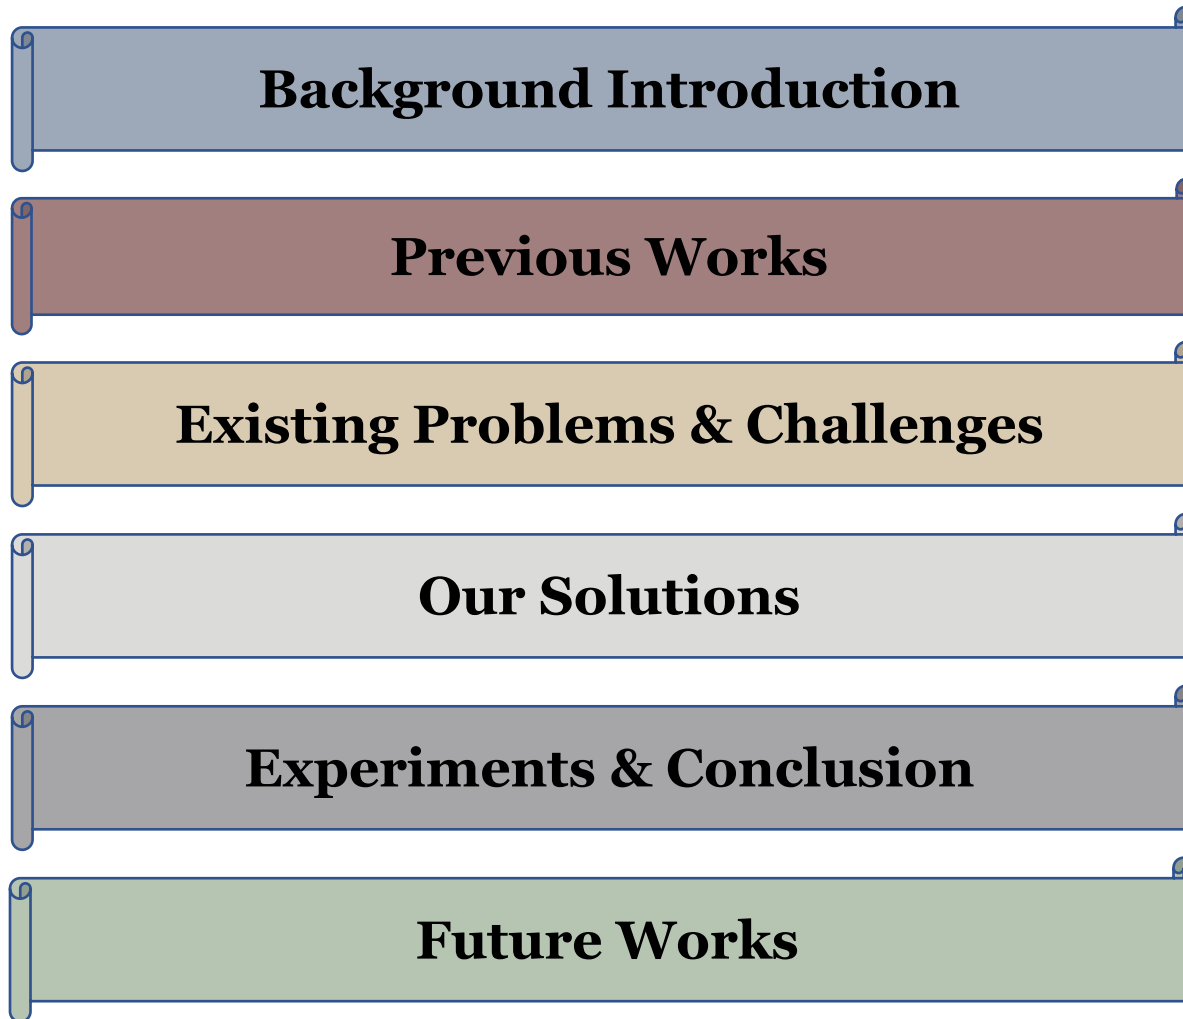 Background Introduction
Previous Works
Existing Problems & Challenges
Our Solutions
Experiments & Conclusion
Future Works